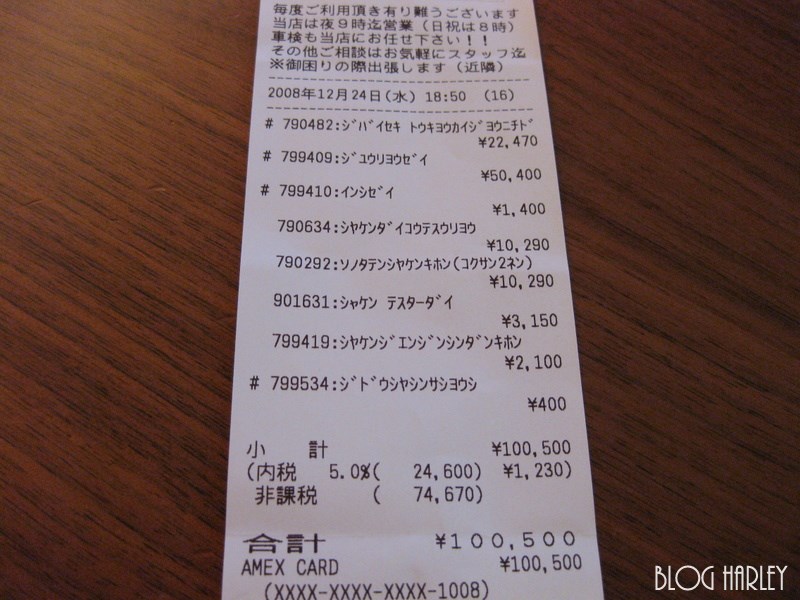 毎度ご利用頂き有り難うございます
当店は夜９時迄営業（日祝は８時）
車検も当店にお任せ下さい！！
その他ご相談はお気軽にスタッフ迄
※御困りの際出張します（近隣）
2008年12月24日(水) 18:50 (16)
# 790482:ｼﾞﾊﾞｲｾｷ ﾄｳｷﾖｳｶｲｼﾞﾖｳﾆﾁﾄﾞ
¥22,470
# 799409:ｼﾞﾕｳﾘﾖｳｾﾞｲ
¥50,400
# 799410:ｲﾝｼｾﾞｲ
¥1,400
790634:ｼﾔｹﾝﾀﾞｲｺｳﾃｽｳﾘﾖｳ
¥10,290
790292:ｿﾉﾀﾃﾝｼﾔｹﾝｷﾎﾝ(ｺｸｻﾝ2ﾈﾝ)
¥10,290
901631:ｼﾔｹﾝ ﾃｽﾀｰﾀﾞｲ
¥3,150
799419:ｼﾔｹﾝｼﾞｴﾝｼﾞﾝｼﾝﾀﾞﾝｷﾎﾝ
¥2,100
# 799534:ｼﾞﾄﾞｳｼﾔｼﾝｻｼﾖｳｼ
¥400
小　計 ¥100,500
(内税 5.0%( 24,600) ¥1,230)
非課税 ( 74,670)
合計 ¥100,500
AMEX CARD ¥100,500
(XXXX-XXXX-XXXX-1008)
BLOG HARLEY